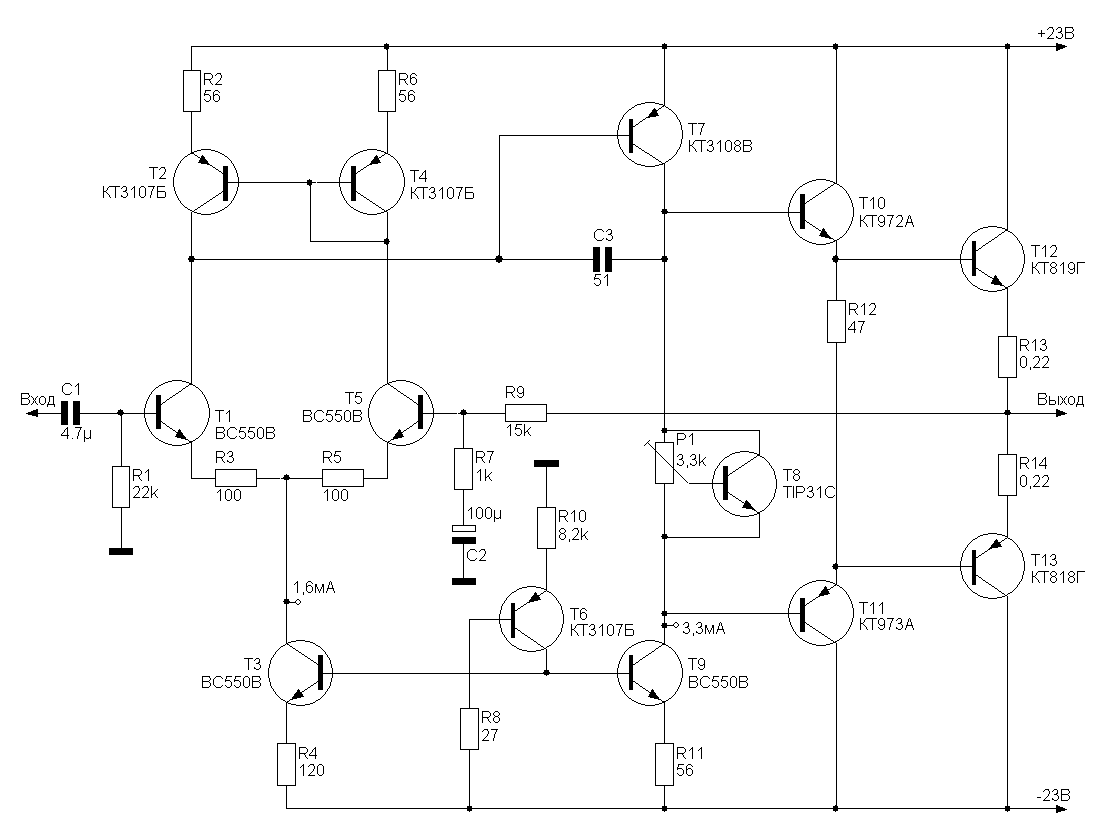 +23В
R2
56
R6
56
T2
КТ3107Б
T4
КТ3107Б
T7
КТ3108В
T10
КТ972А
C3
51
T12
КТ819Г
R12
47
R13
0,22
Вход
C1
4.7µ
T1
BC550B
T5
BC550B
R9
15k
Выход
R1
22k
R3
100
R5
100
R7
1k
100µ
C2
R10
8,2k
P1
3,3k
T8
TIP31C
R14
0,22
T13
КТ818Г
1,6мА
T6
КТ3107Б
3,3мА
T11
КТ973А
T3
BC550B
T9
BC550B
R8
27
R4
120
R11
56
-23В